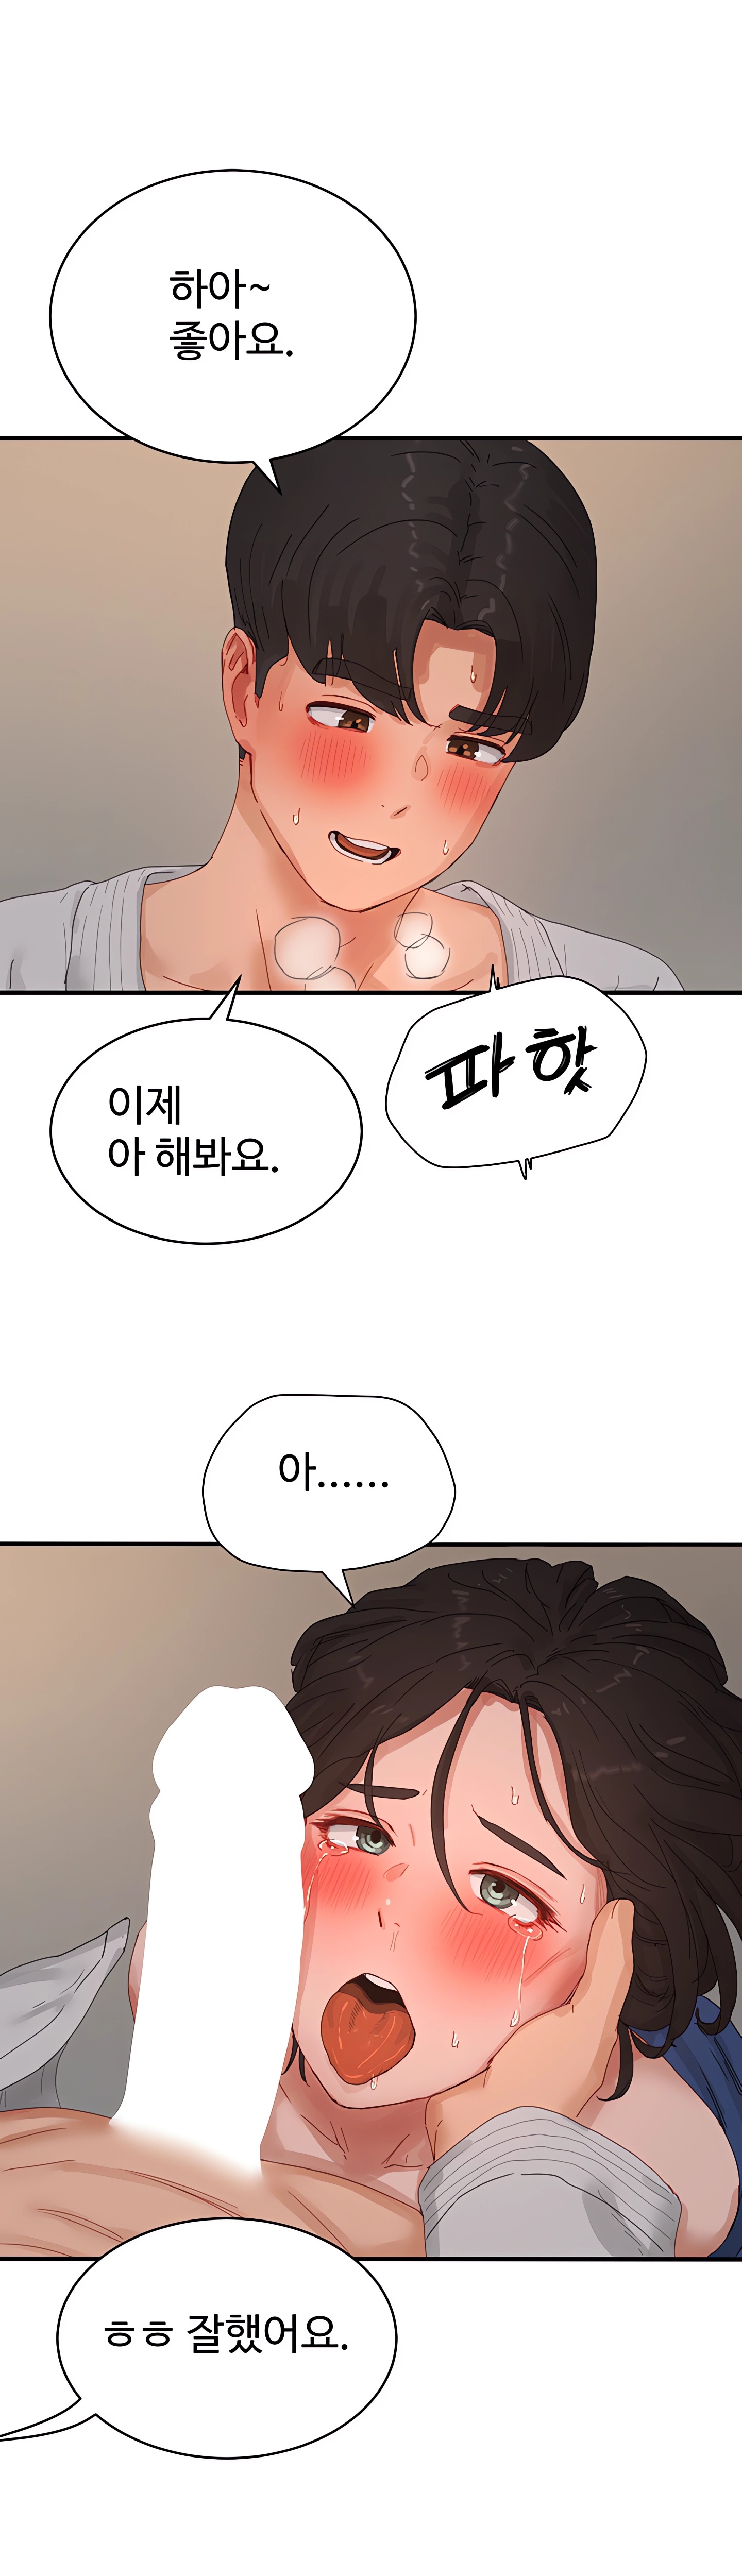 하아~
좋아요.
파핫
이제
아 해봐요.
아......
ㅎㅎ 잘했어요.